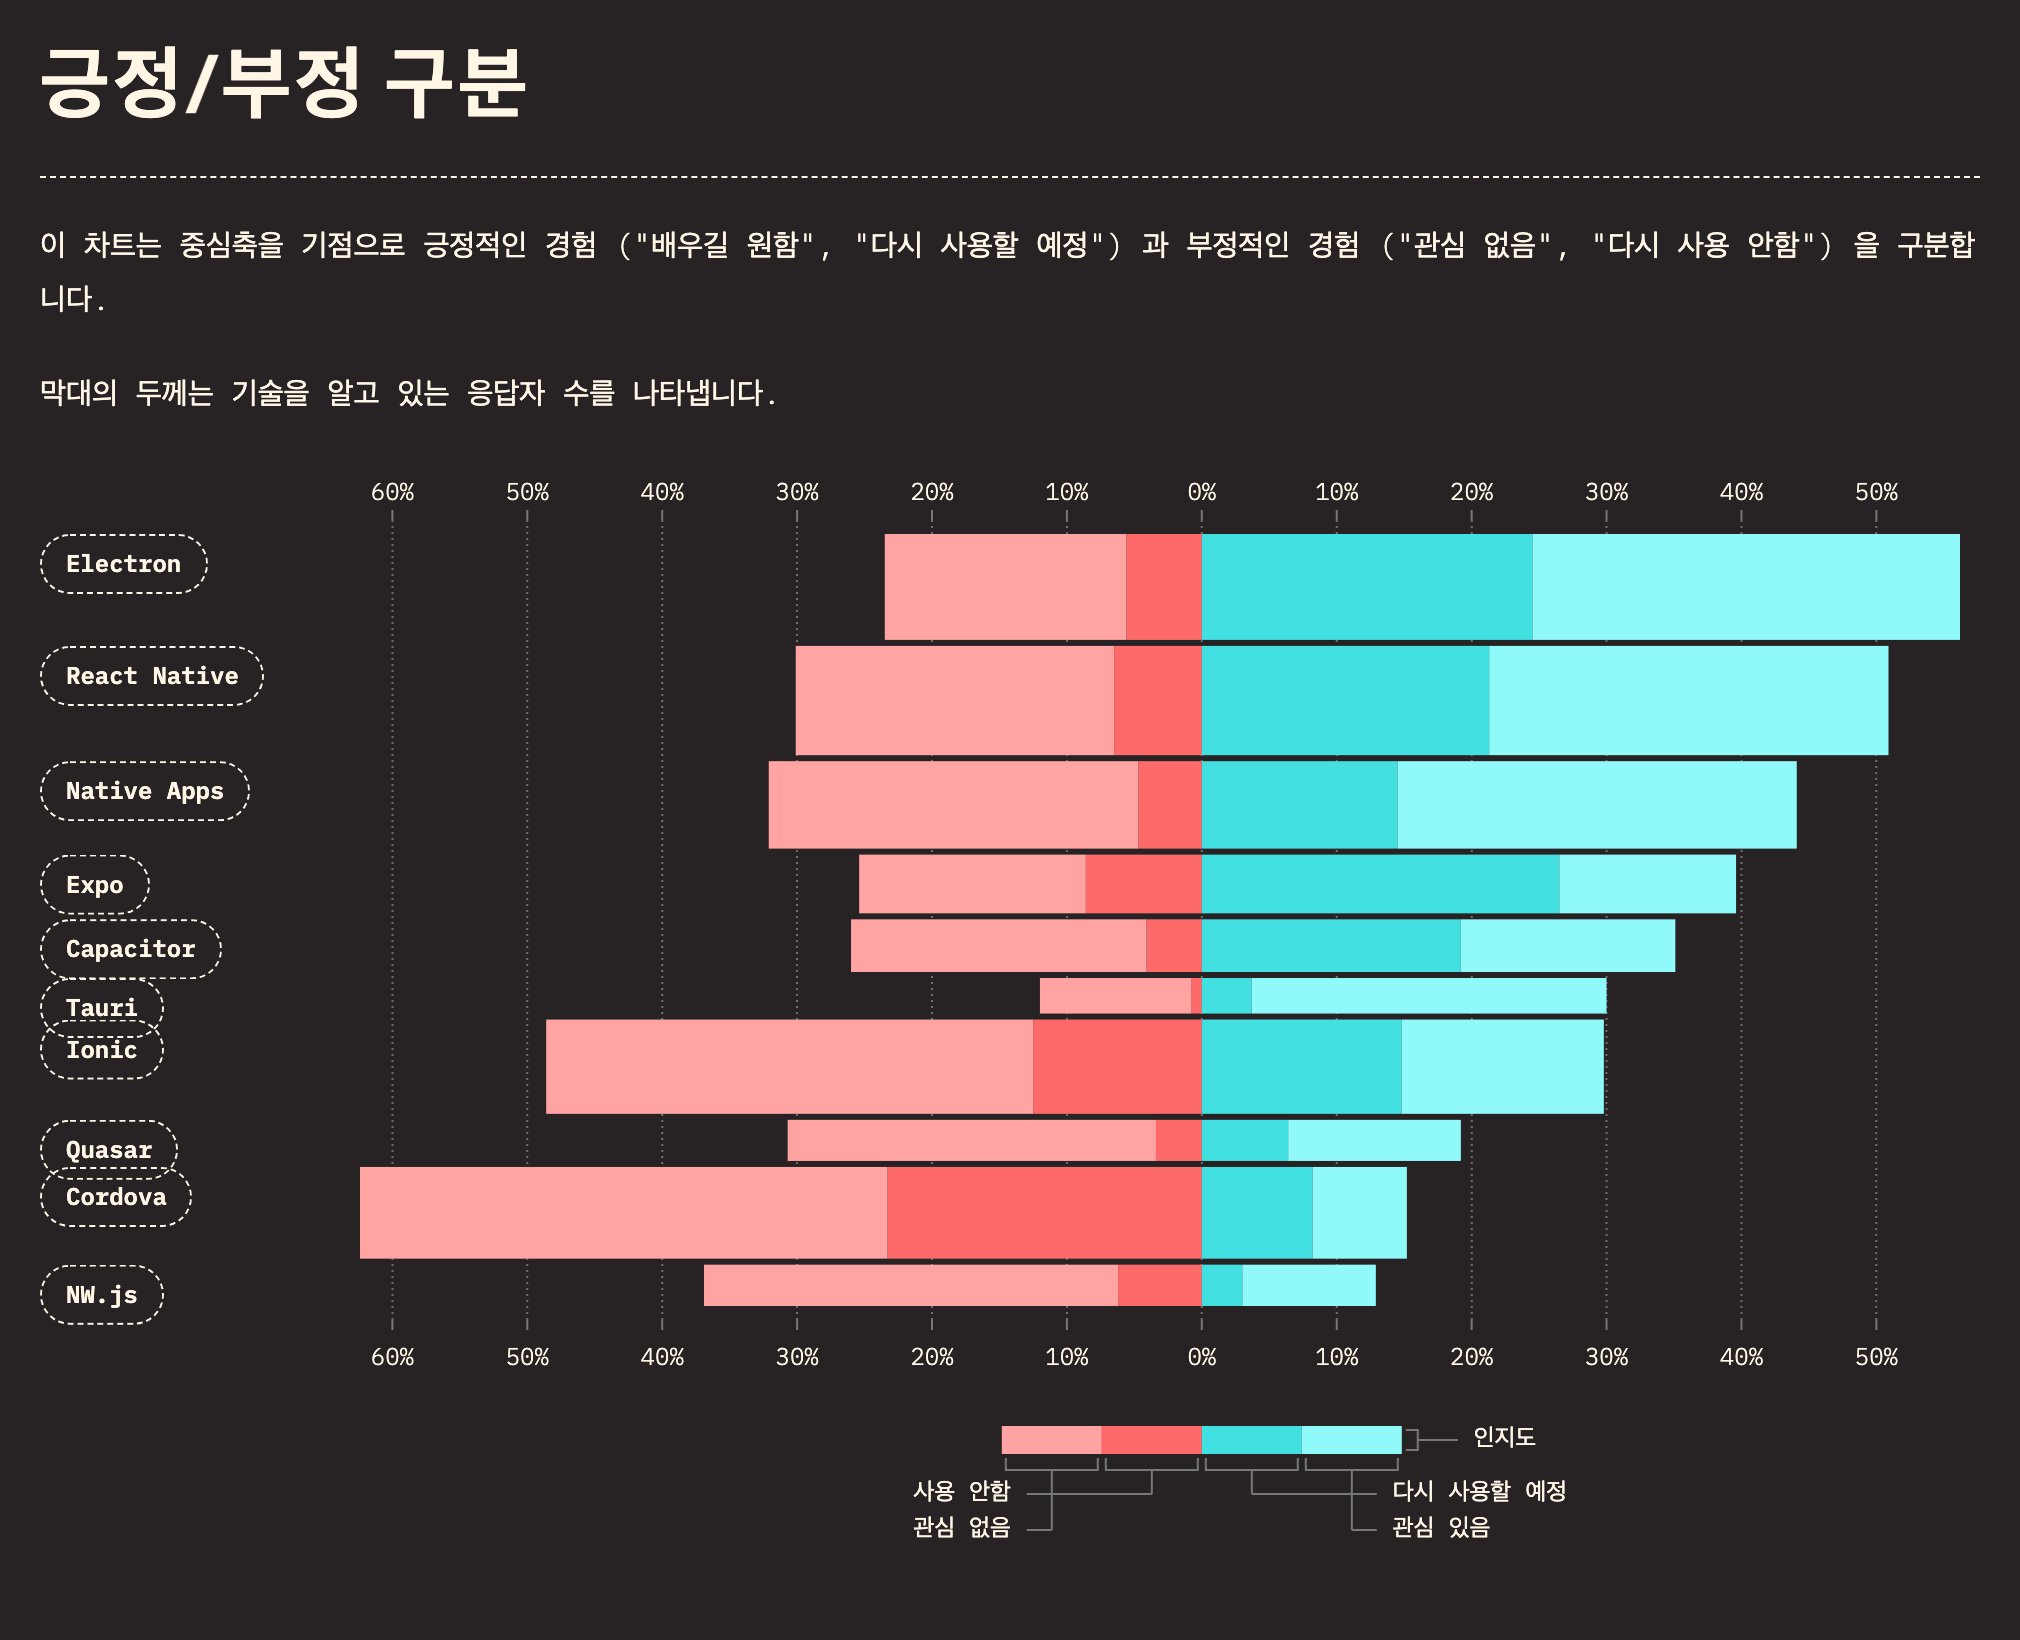 긍정/부정 구분
이 차트는 중심축을 기점으로 긍정적인 경험 ("배우길 원함", "다시 사용할 예정") 과 부정적인 경험 ("관심 없음", "다시 사용 안함") 을 구분합
니다.
막대의 두께는 기술을 알고 있는 응답자 수를 나타냅니다.
60% 50% 40% 30% 20% 10% 0% 10% 20% 30% 40% 50%
Electron
React Native
Native Apps
Expo
Capacitor
Tauri
Ionic
Quasar
Cordova
NW.js
60% 50% 40% 30% 20% 10% 0% 10% 20% 30% 40% 50%
인지도
사용 안함 다시 사용할 예정
관심 없음 관심 있음